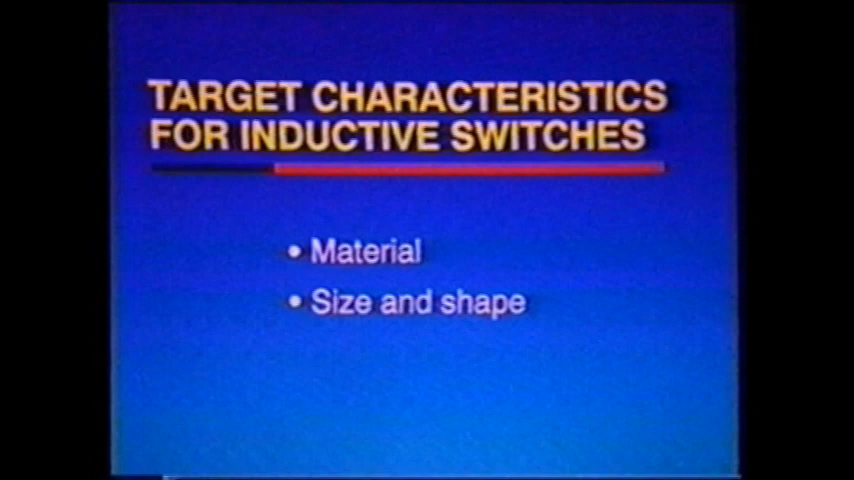 TARGET CHARACTERISTICS
FOR INDUCTIVE SWITCHES
• Material
• Size and shape